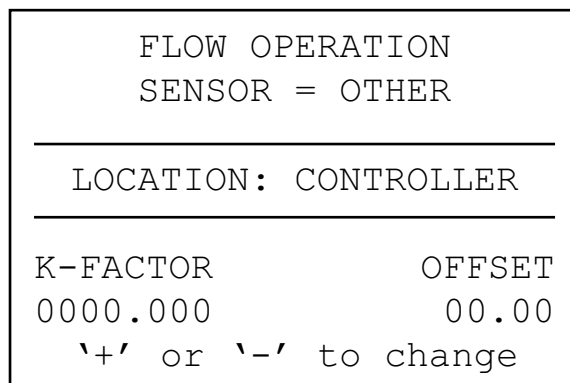 FLOW OPERATION
SENSOR = OTHER
LOCATION: CONTROLLER
K-FACTOR OFFSET
0000.000 00.00
‘+’ or ‘-’ to change